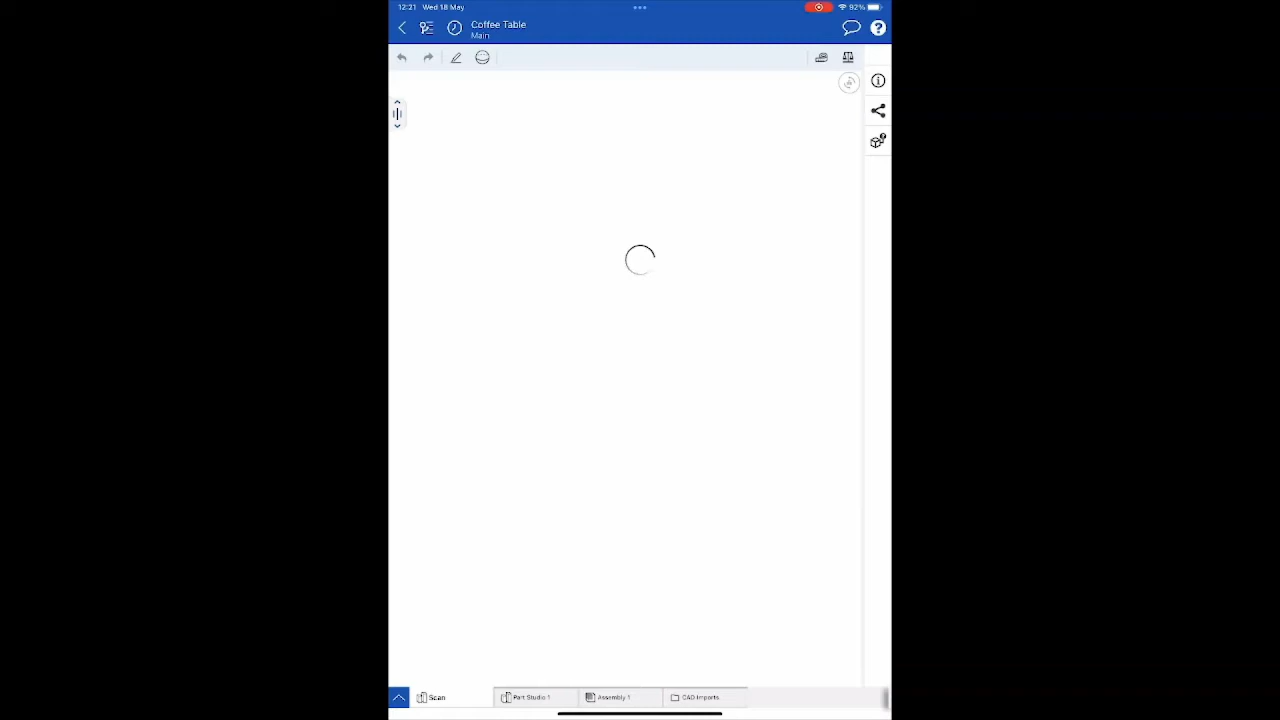 12:21 Wed 18 May
92%
Coffee Table
Main
Scan
Part Studio 1
Assembly 1
CAD Imports